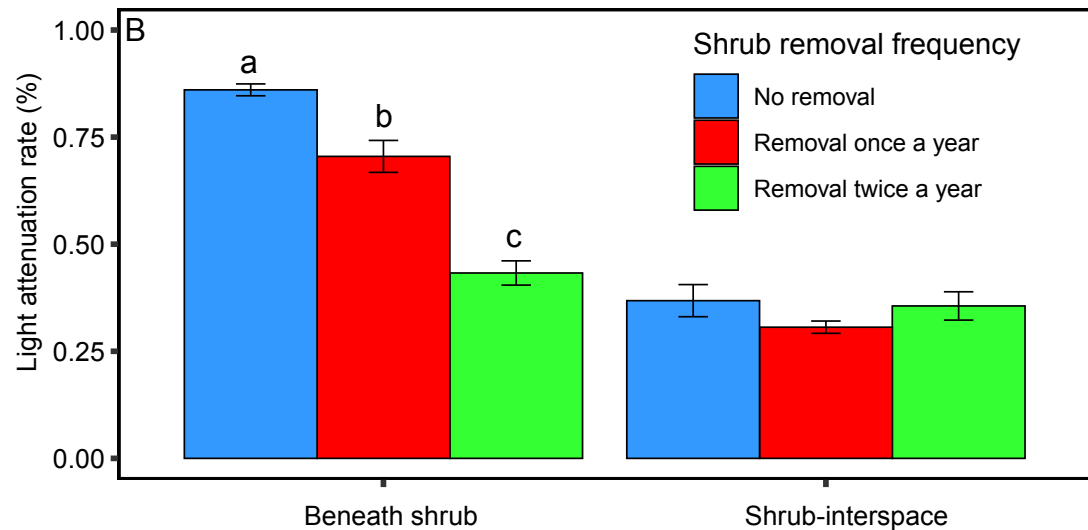 B
Shrub removal frequency
No removal
Removal once a year
Removal twice a year
a
b
c
Light attenuation rate (%)
1.00
0.75
0.50
0.25
0.00
Beneath shrub
Shrub-interspace